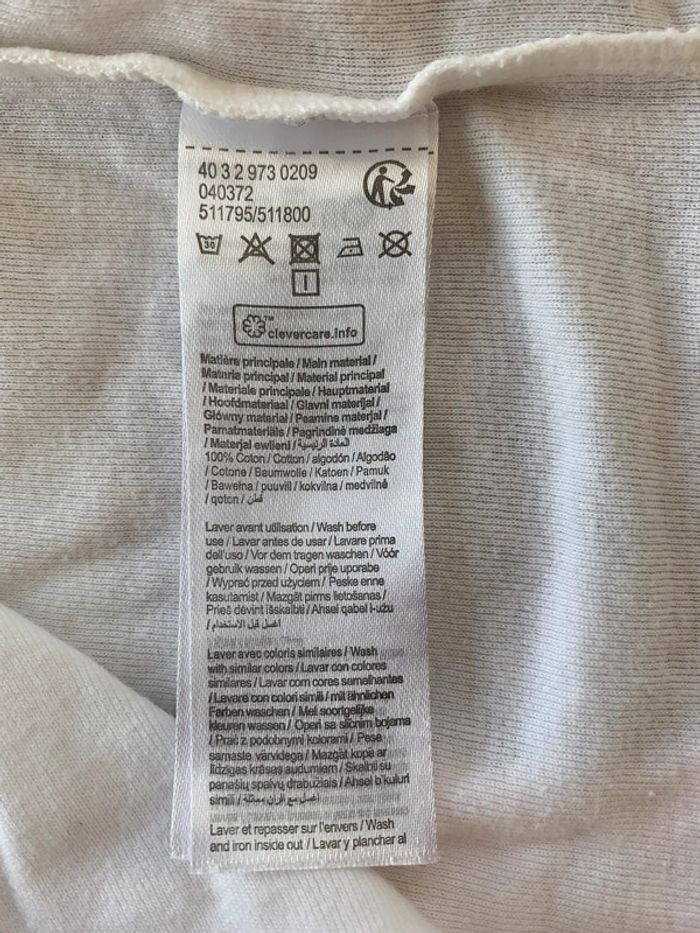 40 3 2 973 0209
040372
511795/511800
30
clevercare.info
Matière principale / Main material /
Materia principal / Material principal
/ Materiale principale / Hauptmaterial
/ Hoofdmateriaal / Glavni materijal /
Główny materiał / Peamine materjal /
Pamatmateriāls / Pagrindinė medžiaga
/ Materjal ewlieni / المادة الرئيسية
100% Coton / Cotton / algodón / Algodão
/ Cotone / Baumwolle / Katoen / Pamuk
/ Bawełna / puuvill / kokvilna / medvilnė
/ qoton / قطن
Laver avant utilisation / Wash before
use / Lavar antes de usar / Lavare prima
dell'uso / Vor dem tragen waschen / Vóór
gebruik wassen / Operi prije uporabe
/ Wyprać przed użyciem / Peske enne
kasutamist / Mazgāt pirms lietošanas /
Prieš dėvint išskalbti / Aħsel qabel l-użu
/ اغسل قبل الاستخدام
Laver avec coloris similaires / Wash
with similar colors / Lavar con colores
similares / Lavar com cores semelhantes
/ Lavare con colori simili / mit ähnlichen
Farben waschen / Met soortgelijke
kleuren wassen / Operi sa sličnim bojama
/ Prać z podobnymi kolorami / Pese
samaste värvidega / Mazgāt kopā ar
līdzīgas krāsas audumiem / Skalbti su
panašių spalvų drabužiais / Aħsel b'kuluri
simili / اغسل مع
Laver et repasser sur l'envers / Wash
and iron inside out / Lavar y planchar al